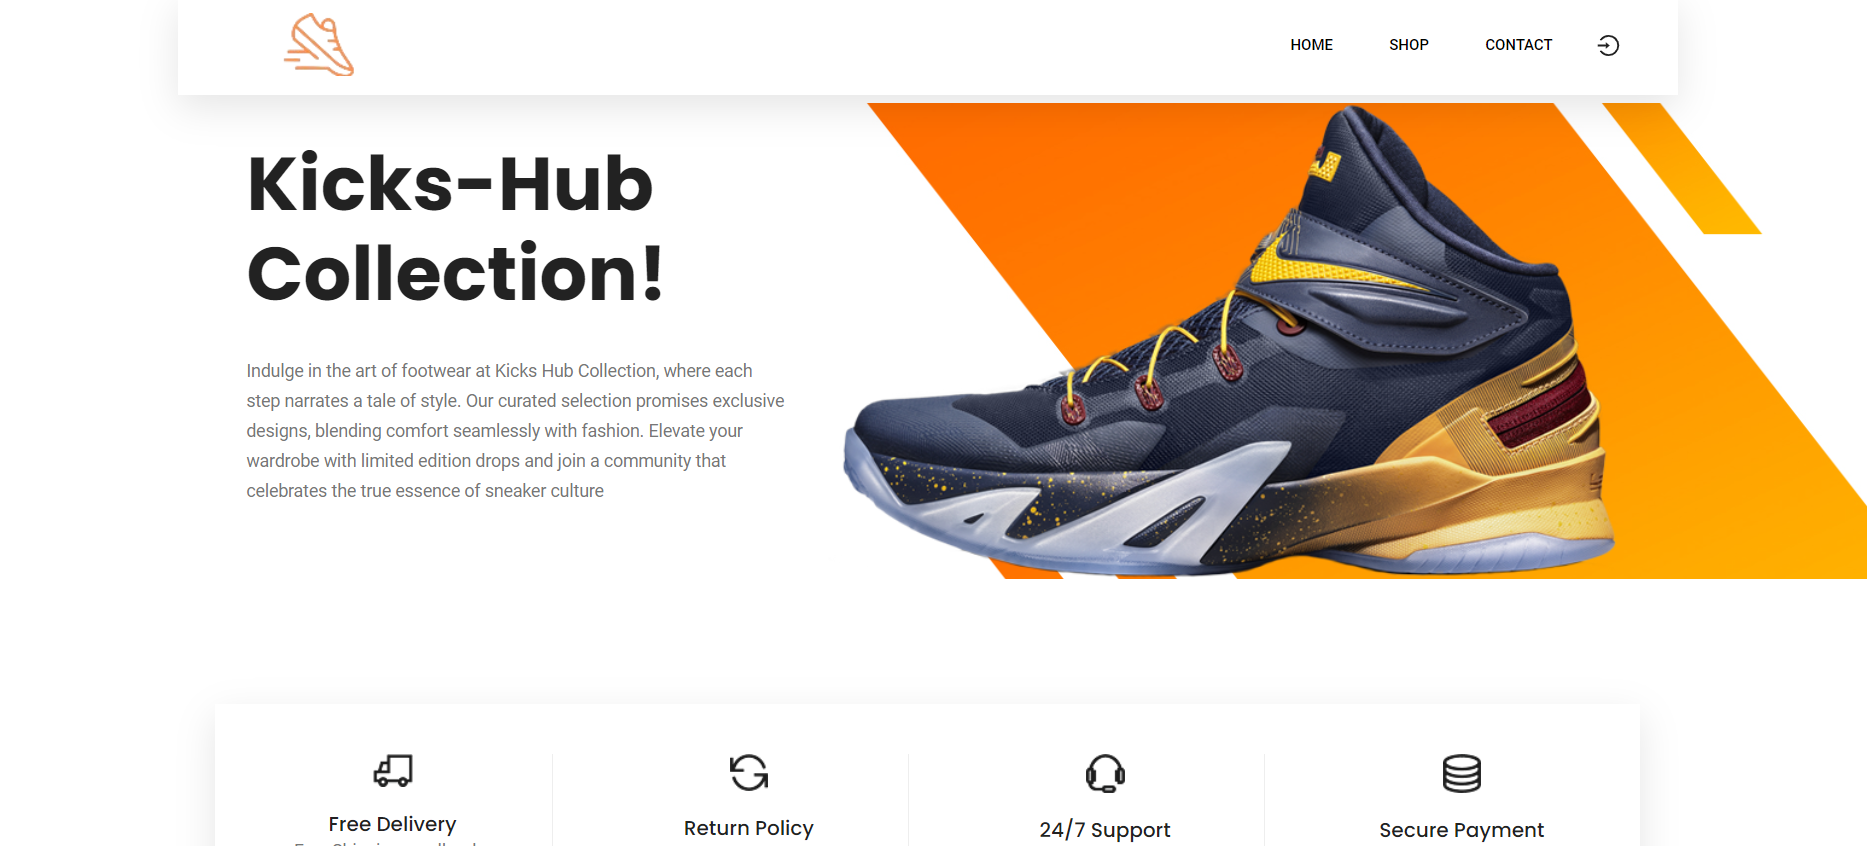 HOME
SHOP
CONTACT
Kicks-Hub
Collection!
Indulge in the art of footwear at Kicks Hub Collection, where each
step narrates a tale of style. Our curated selection promises exclusive
designs, blending comfort seamlessly with fashion. Elevate your
wardrobe with limited edition drops and join a community that
celebrates the true essence of sneaker culture
Free Delivery
Return Policy
24/7 Support
Secure Payment